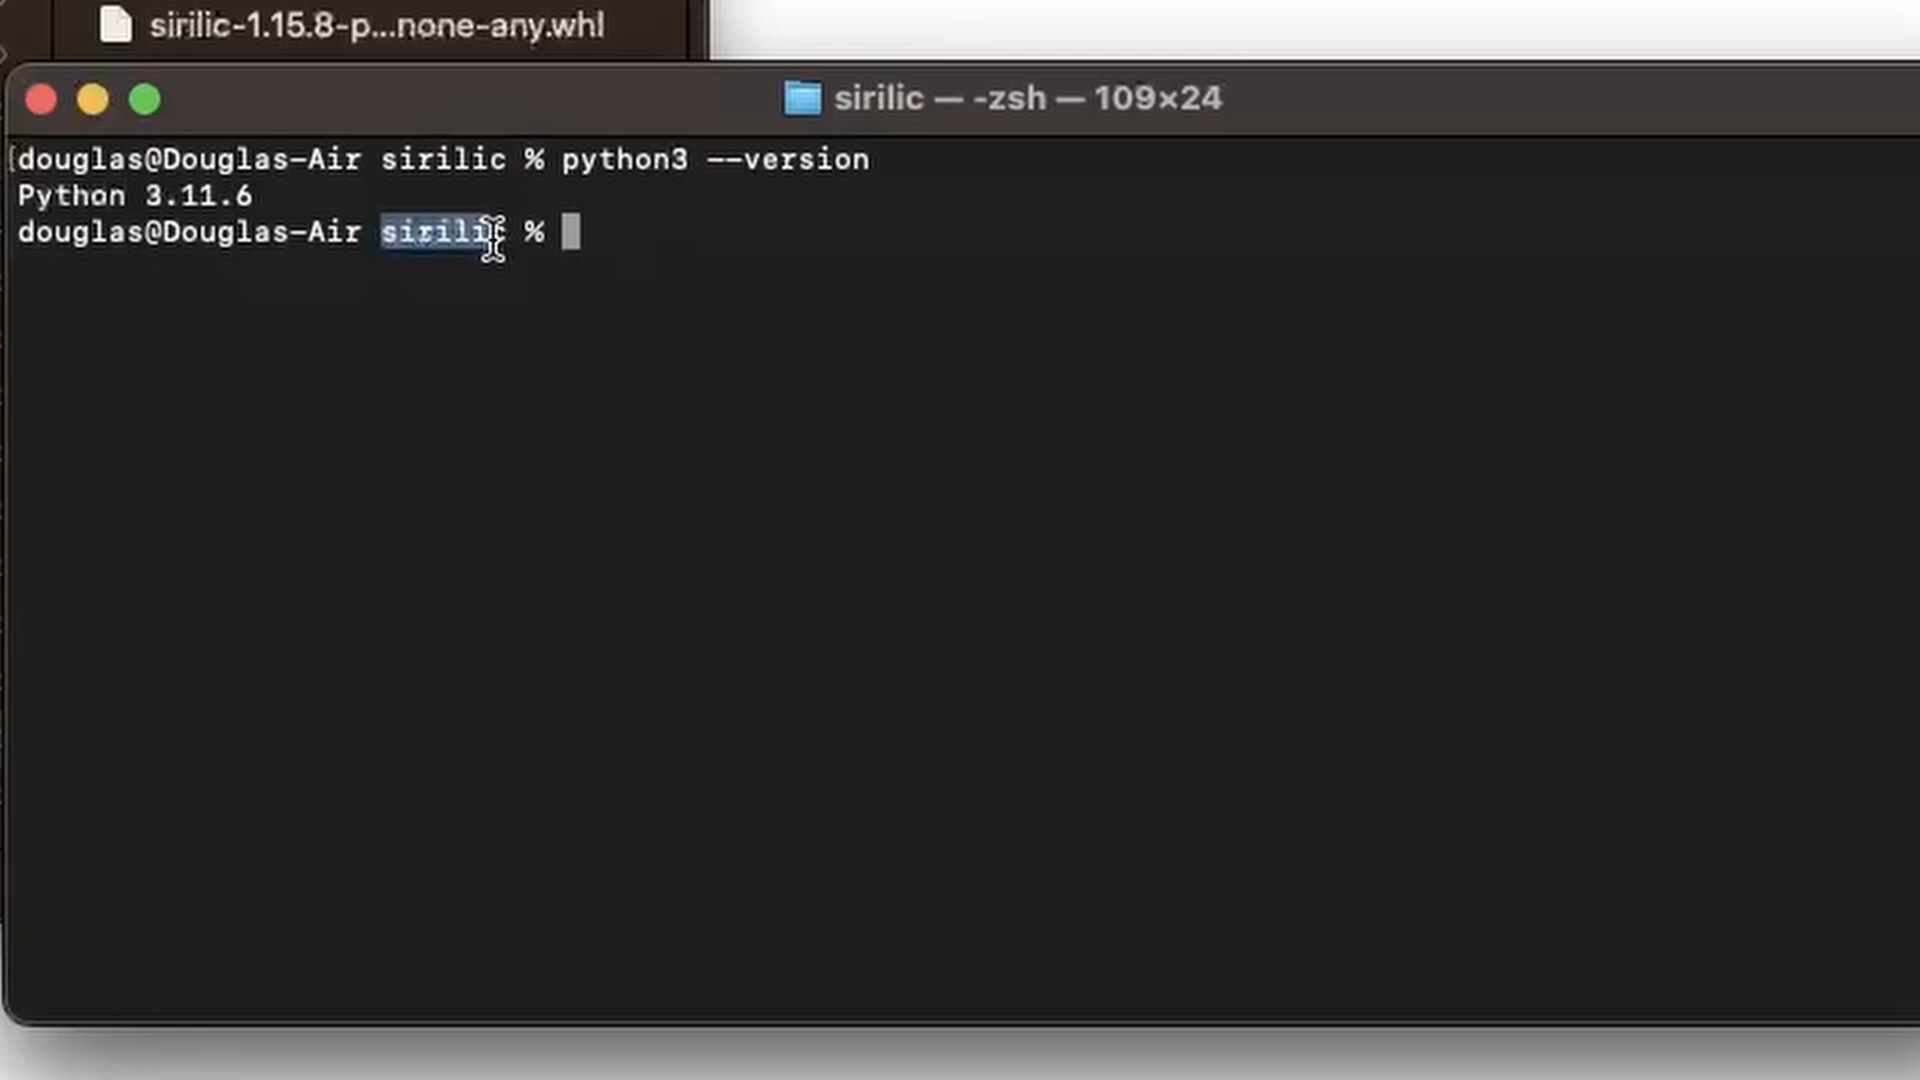 sirilic-1.15.8-p...none-any.whl
sirilic — -zsh — 109×24
douglas@Douglas-Air sirilic % python3 --version
Python 3.11.6
douglas@Douglas-Air sirilic %